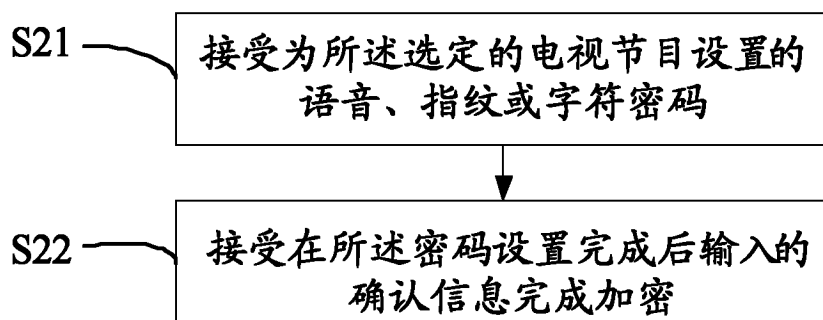 S21
接受为所述选定的电视节目设置的
语音、指纹或字符密码
S22
接受在所述密码设置完成后输入的
确认信息完成加密